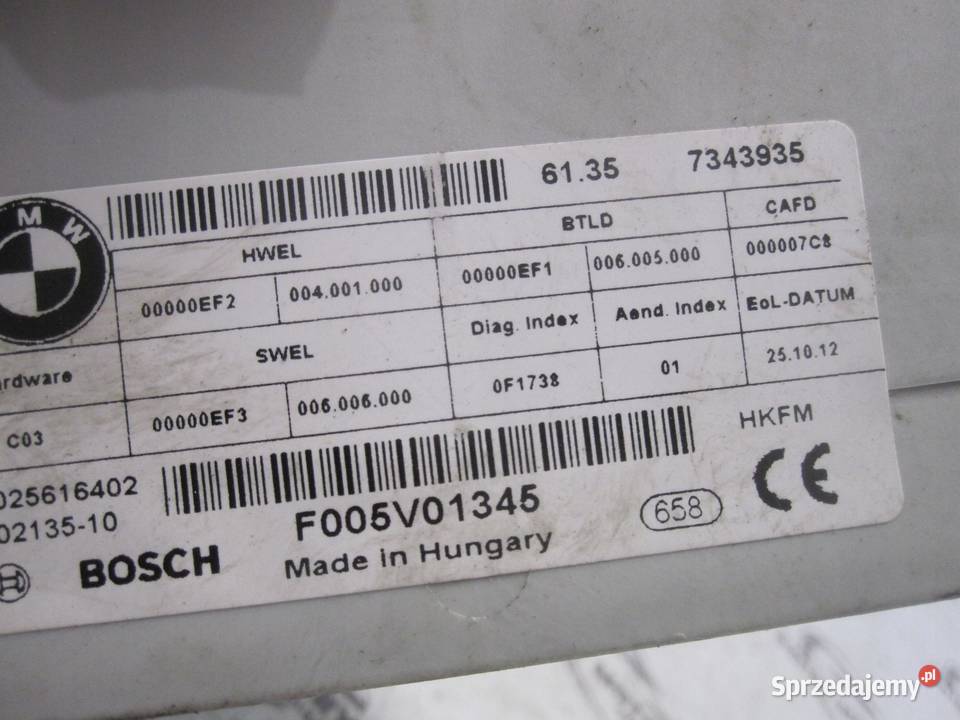 61.35 7343935
BMW
HWEL BTLD CAFD
00000EF2 004.001.000 00000EF1 006.005.000 000007C8
SWEL Diag. Index Aend. Index EoL-DATUM
ardware
00000EF3 006.006.000 0F1738 01 25.10.12
C03
HKFM
025616402
02135-10
F005V01345
658
CE
BOSCH Made in Hungary
Sprzedajemy.pl